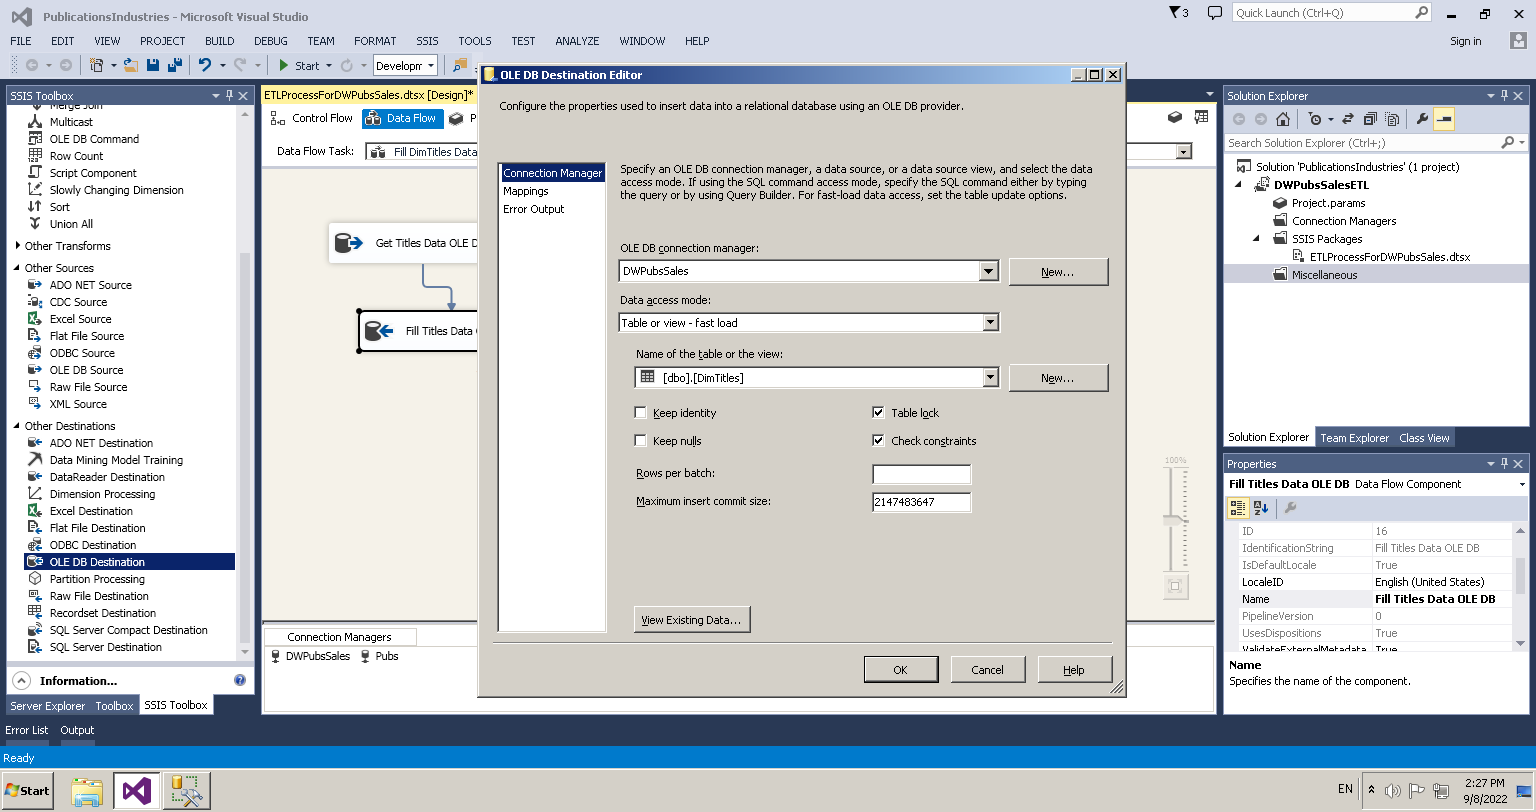 PublicationsIndustries - Microsoft Visual Studio
3
Quick Launch (Ctrl+Q)
FILE EDIT VIEW PROJECT BUILD DEBUG TEAM FORMAT SSIS TOOLS TEST ANALYZE WINDOW HELP
Sign in
Start
Developm
SSIS Toolbox
Merge Join
Multicast
OLE DB Command
Row Count
Script Component
Slowly Changing Dimension
Sort
Union All
Other Transforms
Other Sources
ADO NET Source
CDC Source
Excel Source
Flat File Source
ODBC Source
OLE DB Source
Raw File Source
XML Source
Other Destinations
ADO NET Destination
Data Mining Model Training
DataReader Destination
Dimension Processing
Excel Destination
Flat File Destination
ODBC Destination
OLE DB Destination
Partition Processing
Raw File Destination
Recordset Destination
SQL Server Compact Destination
SQL Server Destination
Information...
Server Explorer Toolbox SSIS Toolbox
ETLProcessForDWPubsSales.dtsx [Design]*
Control Flow
Data Flow
P
Data Flow Task:
Fill DimTitles Data
Get Titles Data OLE D
Fill Titles Data
100%
Connection Managers
DWPubsSales
Pubs
OLE DB Destination Editor
Configure the properties used to insert data into a relational database using an OLE DB provider.
Connection Manager
Mappings
Error Output
Specify an OLE DB connection manager, a data source, or a data source view, and select the data
access mode. If using the SQL command access mode, specify the SQL command either by typing
the query or by using Query Builder. For fast-load data access, set the table update options.
OLE DB connection manager:
DWPubsSales
New...
Data access mode:
Table or view - fast load
Name of the table or the view:
[dbo].[DimTitles]
New...
Keep identity
Table lock
Keep nulls
Check constraints
Rows per batch:
Maximum insert commit size:
2147483647
View Existing Data...
OK
Cancel
Help
Solution Explorer
Search Solution Explorer (Ctrl+;)
Solution 'PublicationsIndustries' (1 project)
DWPubsSalesETL
Project.params
Connection Managers
SSIS Packages
ETLProcessForDWPubsSales.dtsx
Miscellaneous
Solution Explorer Team Explorer Class View
Properties
Fill Titles Data OLE DB Data Flow Component
ID 16
IdentificationString Fill Titles Data OLE DB
IsDefaultLocale True
LocaleID English (United States)
Name Fill Titles Data OLE DB
PipelineVersion 0
UsesDispositions True
ValidateExternalMetadata True
Name
Specifies the name of the component.
Error List Output
Ready
Start
EN
2:27 PM
9/8/2022